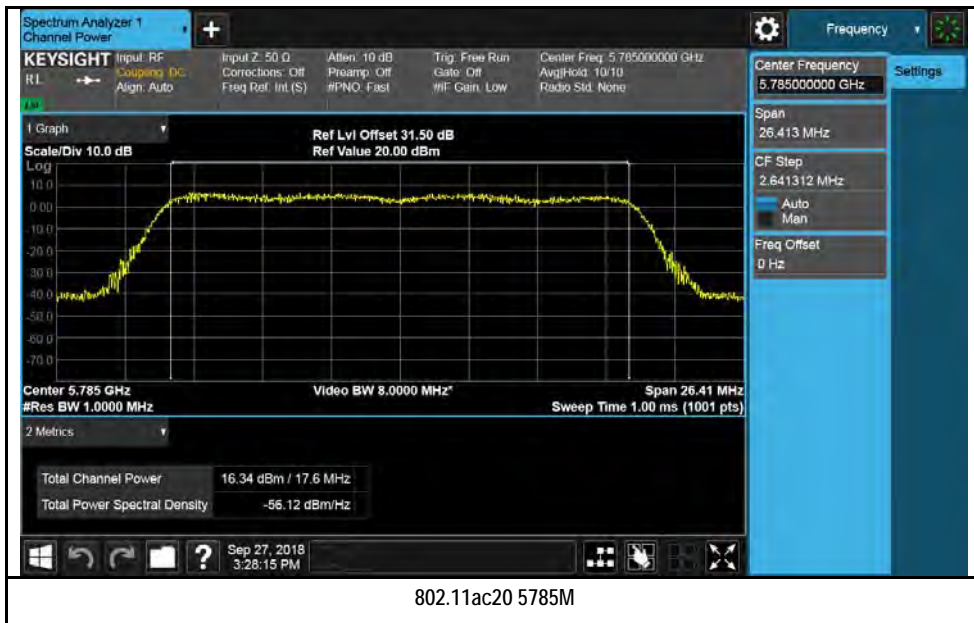 Spectrum Analyzer 1
Channel Power
+
Frequency
KEYSIGHT
RL
Input: RF
Coupling: DC
Align: Auto
Input Z: 50 Ω
Corrections: Off
Freq Ref: Int (S)
Atten: 10 dB
Preamp: Off
#PNO: Fast
Trig: Free Run
Gate: Off
#IF Gain: Low
Center Freq: 5.785000000 GHz
Avg|Hold: 10/10
Radio Std: None
Center Frequency
5.785000000 GHz
Settings
Span
26.413 MHz
CF Step
2.641312 MHz
Auto
Man
Freq Offset
0 Hz
1 Graph
Scale/Div 10.0 dB
Ref Lvl Offset 31.50 dB
Ref Value 20.00 dBm
Log
10.0
0.00
-10.0
-20.0
-30.0
-40.0
-50.0
-60.0
-70.0
Center 5.785 GHz
#Res BW 1.0000 MHz
Video BW 8.0000 MHz*
Span 26.41 MHz
Sweep Time 1.00 ms (1001 pts)
2 Metrics
Total Channel Power 16.34 dBm / 17.6 MHz
Total Power Spectral Density -56.12 dBm/Hz
?
Sep 27, 2018
3:28:15 PM
802.11ac20 5785M